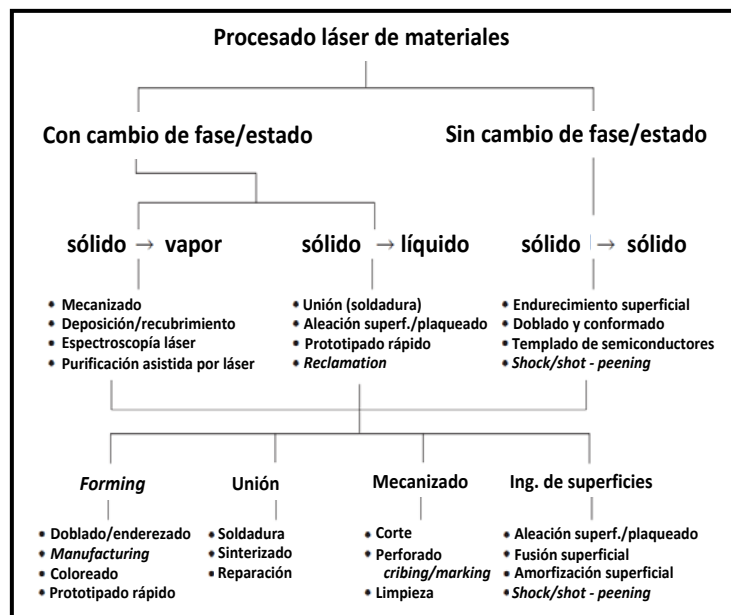 Procesado láser de materiales
Con cambio de fase/estado
Sin cambio de fase/estado
sólido → vapor
sólido → líquido
sólido → sólido
• Mecanizado
• Deposición/recubrimiento
• Espectroscopía láser
• Purificación asistida por láser
• Unión (soldadura)
• Aleación superf./plaqueado
• Prototipado rápido
• Reclamation
• Endurecimiento superficial
• Doblado y conformado
• Templado de semiconductores
• Shock/shot - peening
Forming
• Doblado/enderezado
• Manufacturing
• Coloreado
• Prototipado rápido
Unión
• Soldadura
• Sinterizado
• Reparación
Mecanizado
• Corte
• Perforado
cribing/marking
• Limpieza
Ing. de superficies
• Aleación superf./plaqueado
• Fusión superficial
• Amorfización superficial
• Shock/shot - peening